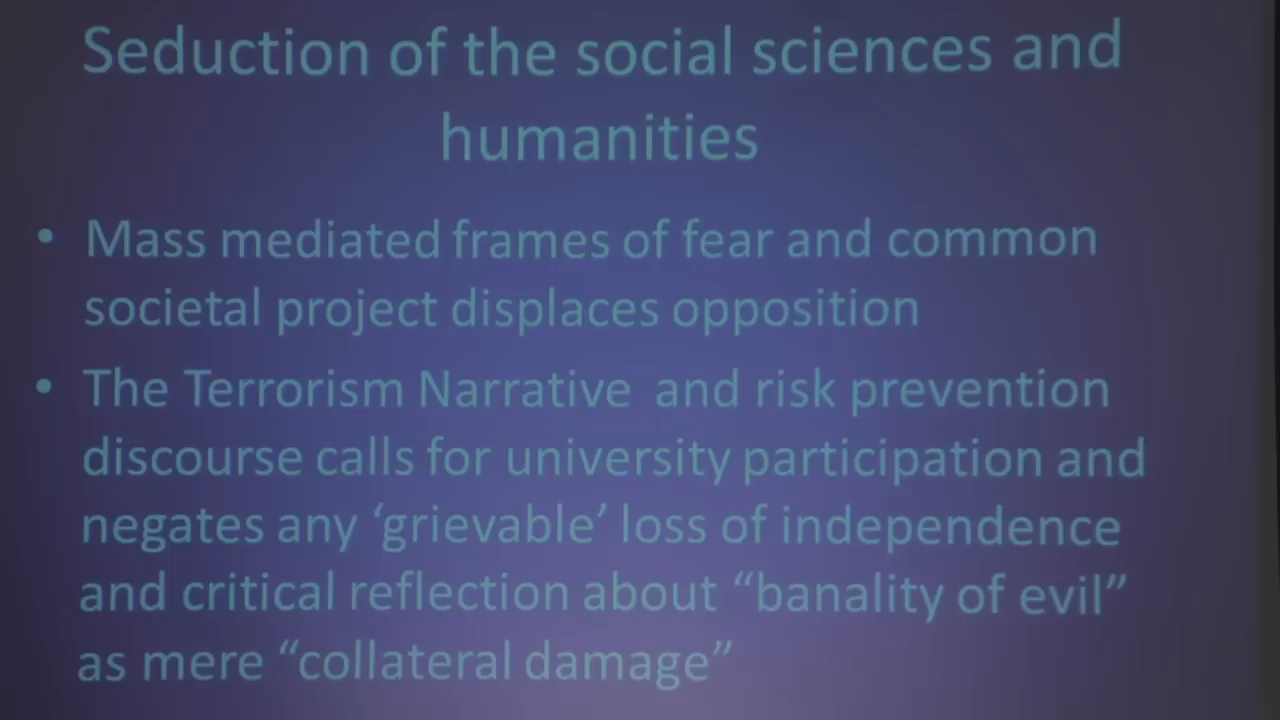 Seduction of the social sciences and
humanities
• Mass mediated frames of fear and common
societal project displaces opposition
• The Terrorism Narrative and risk prevention
discourse calls for university participation and
negates any ‘grievable’ loss of independence
and critical reflection about “banality of evil”
as mere “collateral damage”